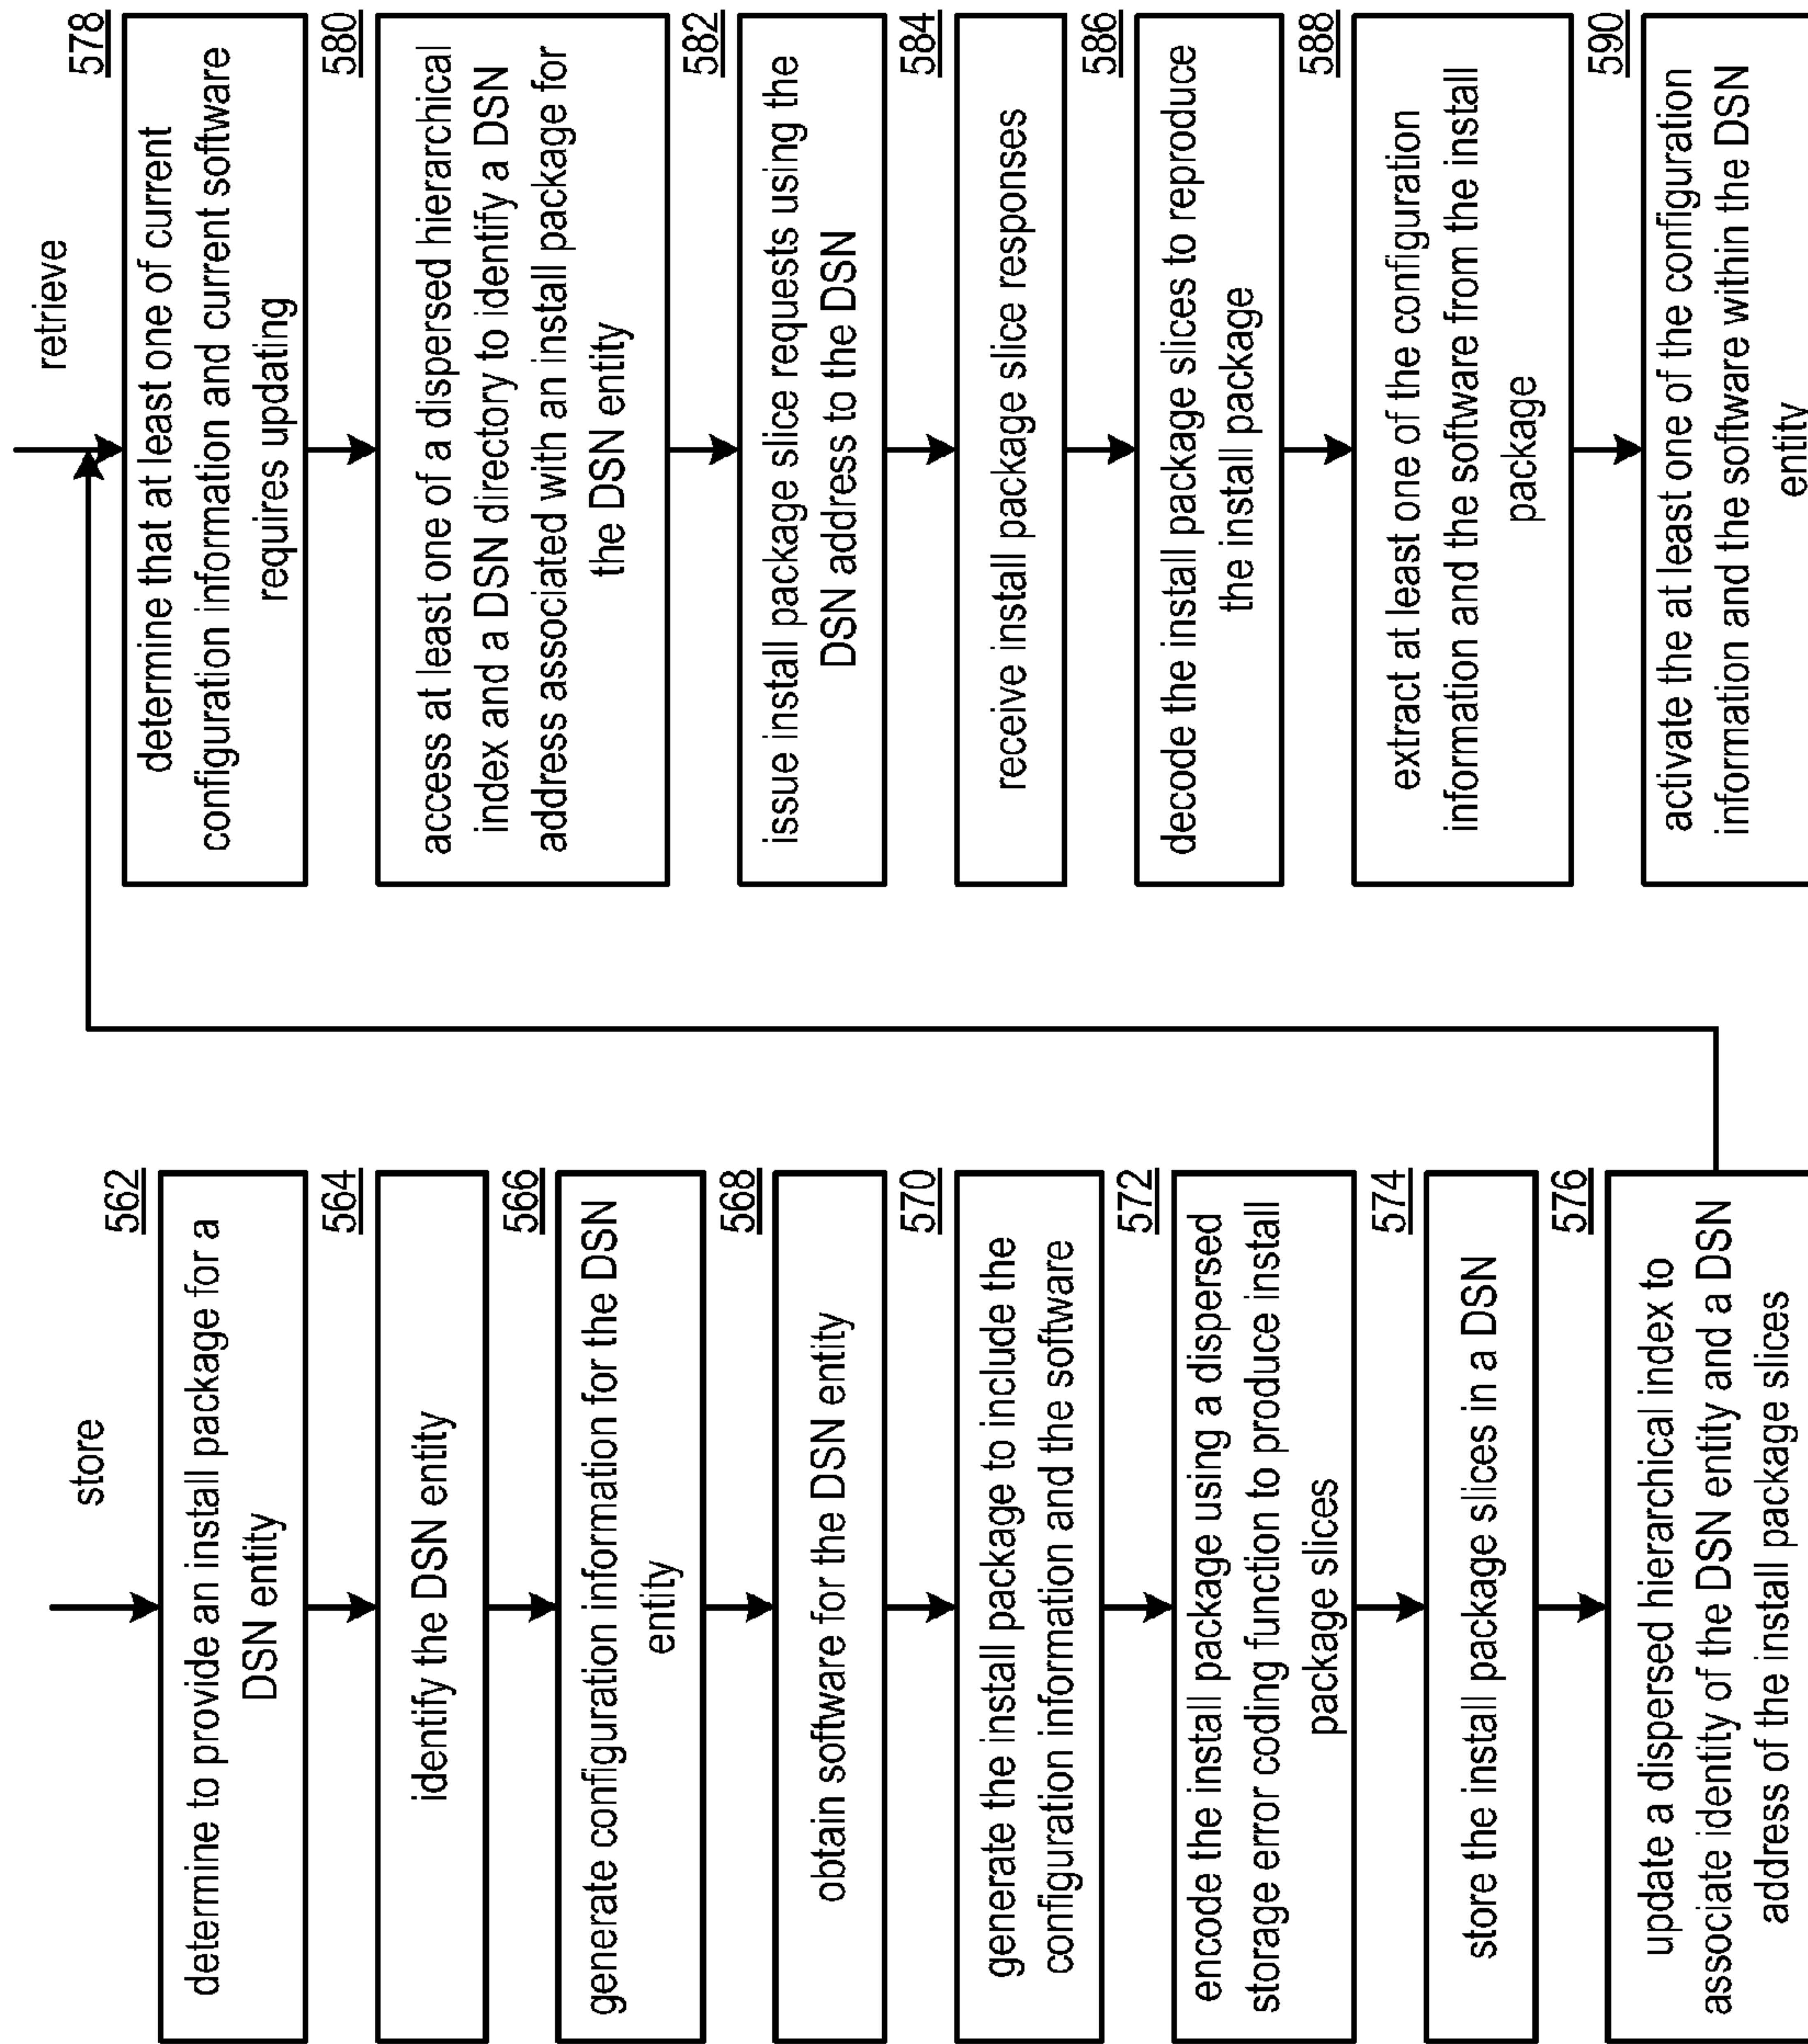 store
562
determine to provide an install package for a
DSN entity
564
identify the DSN entity
566
generate configuration information for the DSN
entity
568
obtain software for the DSN entity
570
generate the install package to include the
configuration information and the software
572
encode the install package using a dispersed
storage error coding function to produce install
package slices
574
store the install package slices in a DSN
576
update a dispersed hierarchical index to
associate identity of the DSN entity and a DSN
address of the install package slices
retrieve
578
determine that at least one of current
configuration information and current software
requires updating
580
access at least one of a dispersed hierarchical
index and a DSN directory to identify a DSN
address associated with an install package for
the DSN entity
582
issue install package slice requests using the
DSN address to the DSN
584
receive install package slice responses
586
decode the install package slices to reproduce
the install package
588
extract at least one of the configuration
information and the software from the install
package
590
activate the at least one of the configuration
information and the software within the DSN
entity